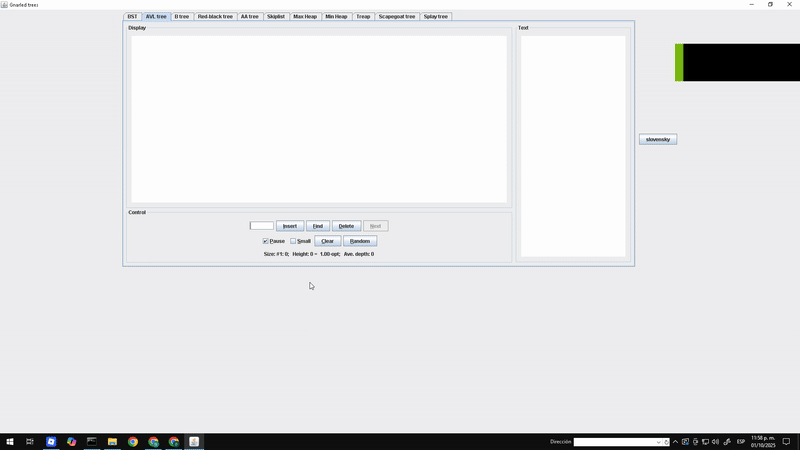 Gnarled trees
BST AVL tree B tree Red-black tree AA tree Skiplist Max Heap Min Heap Treap Scapegoat tree Splay tree
Display
Text
slovensky
Control
Insert Find Delete Next
Pause Small Clear Random
Size: #1: 0; Height: 0 = 1.00·opt; Ave. depth: 0
Dirección
ESP
11:58 p. m.
01/10/2025